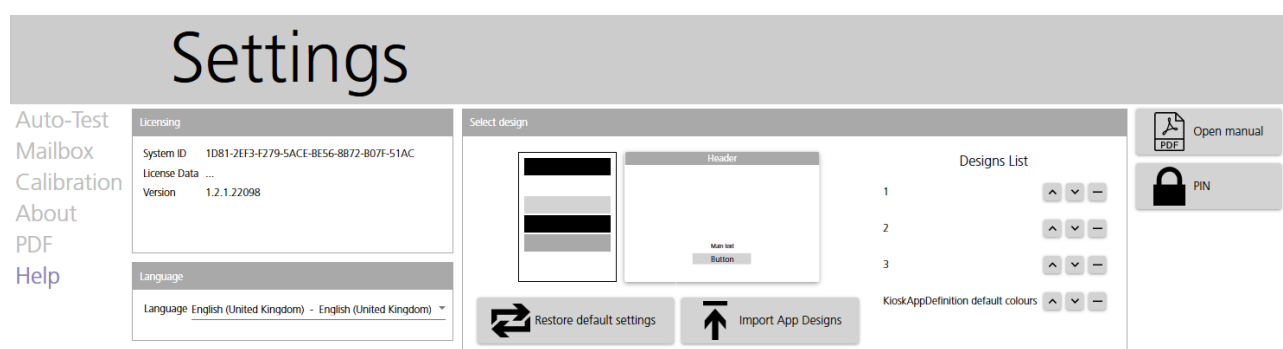 Settings
Auto-Test
Mailbox
Calibration
About
PDF
Help
Licensing
System ID 1D81-2EF3-F279-5ACE-BE56-8B72-B07F-51AC
License Data ...
Version 1.2.1.22098
Language
Language English (United Kingdom) - English (United Kingdom)
Select design
Header
Main text
Button
Restore default settings
Import App Designs
Designs List
1
2
3
KioskAppDefinition default colours
PDF
Open manual
PIN